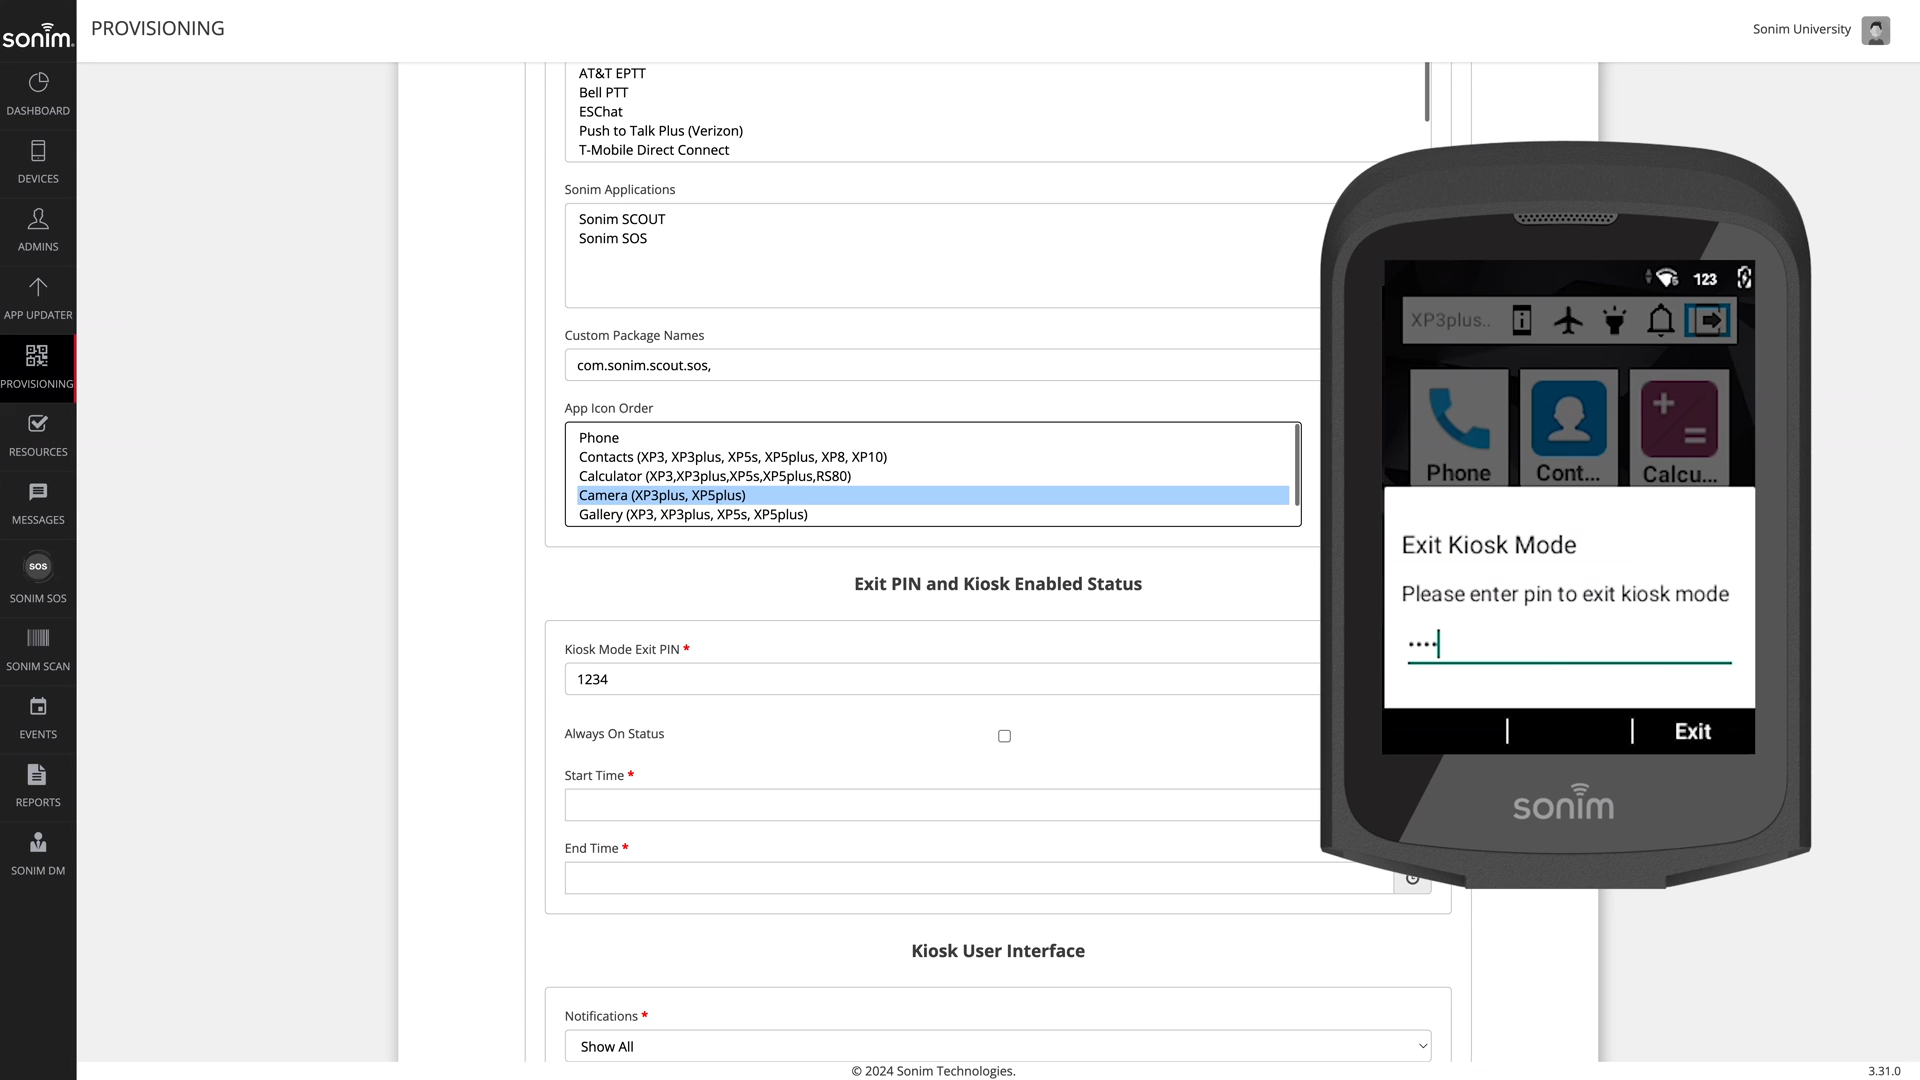 sonim
PROVISIONING
Sonim University
DASHBOARD
DEVICES
ADMINS
APP UPDATER
PROVISIONING
RESOURCES
MESSAGES
SOS
SONIM SOS
SONIM SCAN
EVENTS
REPORTS
SONIM DM
AT&T EPTT
Bell PTT
ESChat
Push to Talk Plus (Verizon)
T-Mobile Direct Connect
Sonim Applications
Sonim SCOUT
Sonim SOS
Custom Package Names
com.sonim.scout.sos,
App Icon Order
Phone
Contacts (XP3, XP3plus, XP5s, XP5plus, XP8, XP10)
Calculator (XP3,XP3plus,XP5s,XP5plus,RS80)
Camera (XP3plus, XP5plus)
Gallery (XP3, XP3plus, XP5s, XP5plus)
Exit PIN and Kiosk Enabled Status
Kiosk Mode Exit PIN *
1234
Always On Status
Start Time *
End Time *
Kiosk User Interface
Notifications *
Show All
123
XP3plus..
Phone
Cont...
Calcu...
Exit Kiosk Mode
Please enter pin to exit kiosk mode
....
Exit
sonim
© 2024 Sonim Technologies.
3.31.0